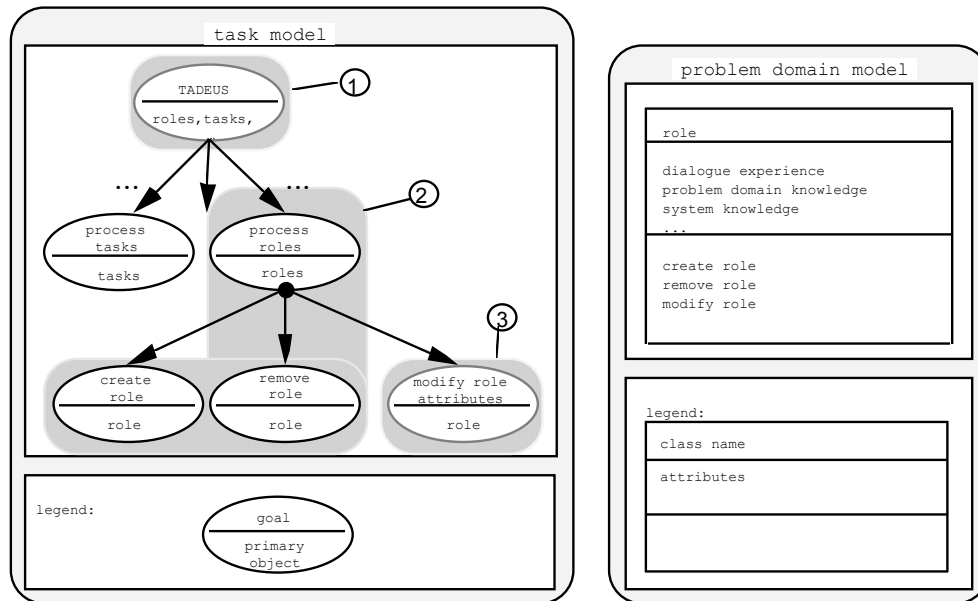 task model
1
TADEUS
roles,tasks,
…
...
...
2
process
tasks
tasks
process
roles
roles
3
create
role
role
remove
role
role
modify role
attributes
role
legend:
goal
primary
object
problem domain model
role
dialogue experience
problem domain knowledge
system knowledge
...
create role
remove role
modify role
legend:
class name
attributes